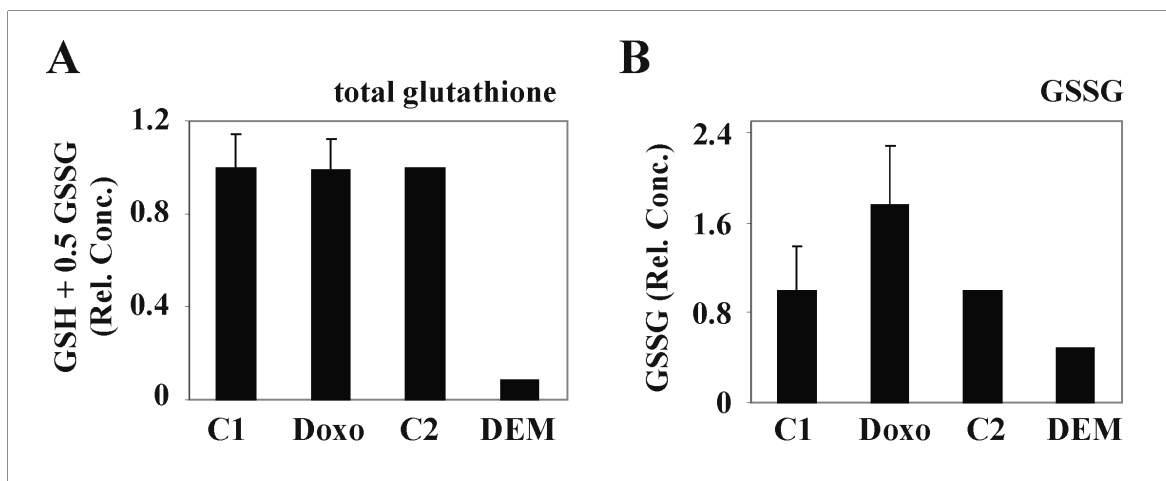 A
total glutathione
GSH + 0.5 GSSG
(Rel. Conc.)
1.2
0.8
0.4
0
C1 Doxo C2 DEM
B
GSSG
GSSG (Rel. Conc.)
2.4
1.6
0.8
0
C1 Doxo C2 DEM